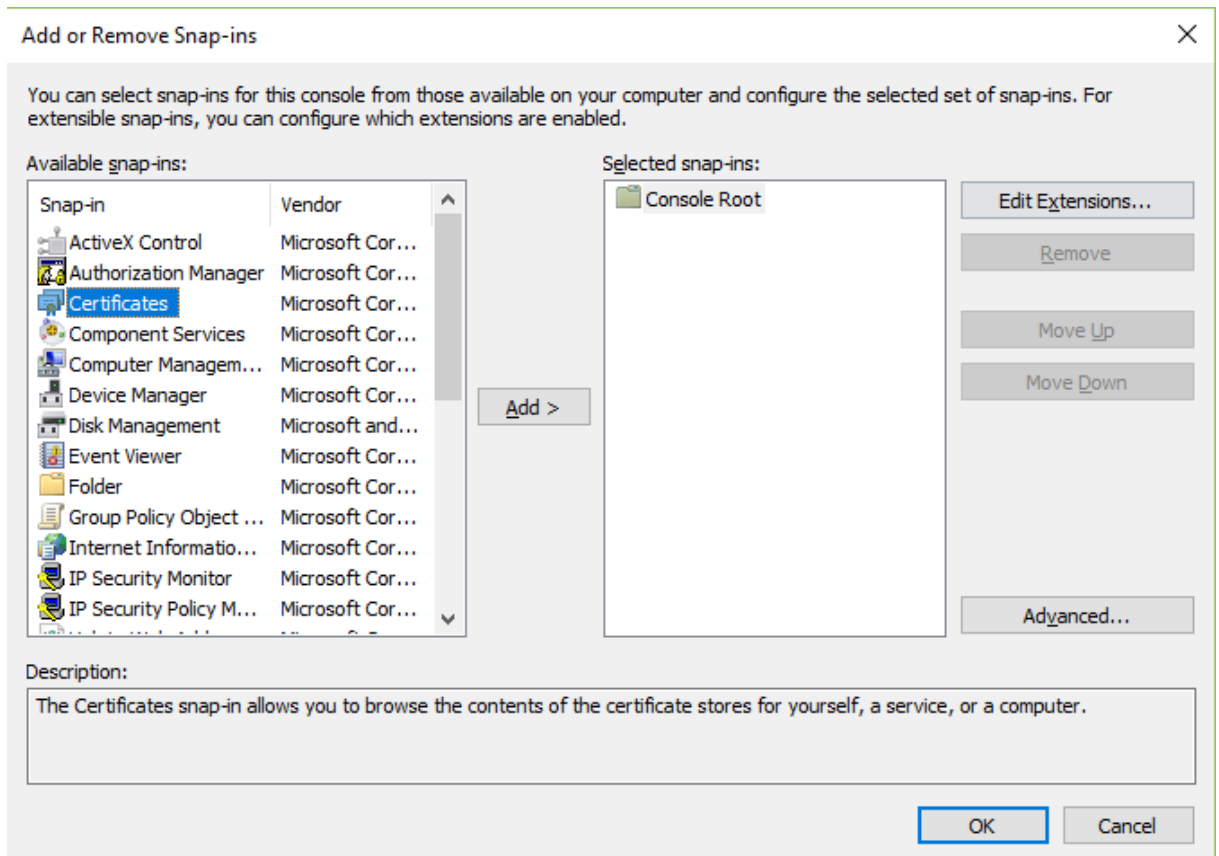 Add or Remove Snap-ins
You can select snap-ins for this console from those available on your computer and configure the selected set of snap-ins. For
extensible snap-ins, you can configure which extensions are enabled.
Available snap-ins:
Selected snap-ins:
Snap-in Vendor
ActiveX Control Microsoft Cor...
Authorization Manager Microsoft Cor...
Certificates Microsoft Cor...
Component Services Microsoft Cor...
Computer Managem... Microsoft Cor...
Device Manager Microsoft Cor...
Disk Management Microsoft and...
Event Viewer Microsoft Cor...
Folder Microsoft Cor...
Group Policy Object ... Microsoft Cor...
Internet Informatio... Microsoft Cor...
IP Security Monitor Microsoft Cor...
IP Security Policy M... Microsoft Cor...
Add >
Console Root
Edit Extensions...
Remove
Move Up
Move Down
Advanced...
Description:
The Certificates snap-in allows you to browse the contents of the certificate stores for yourself, a service, or a computer.
OK
Cancel